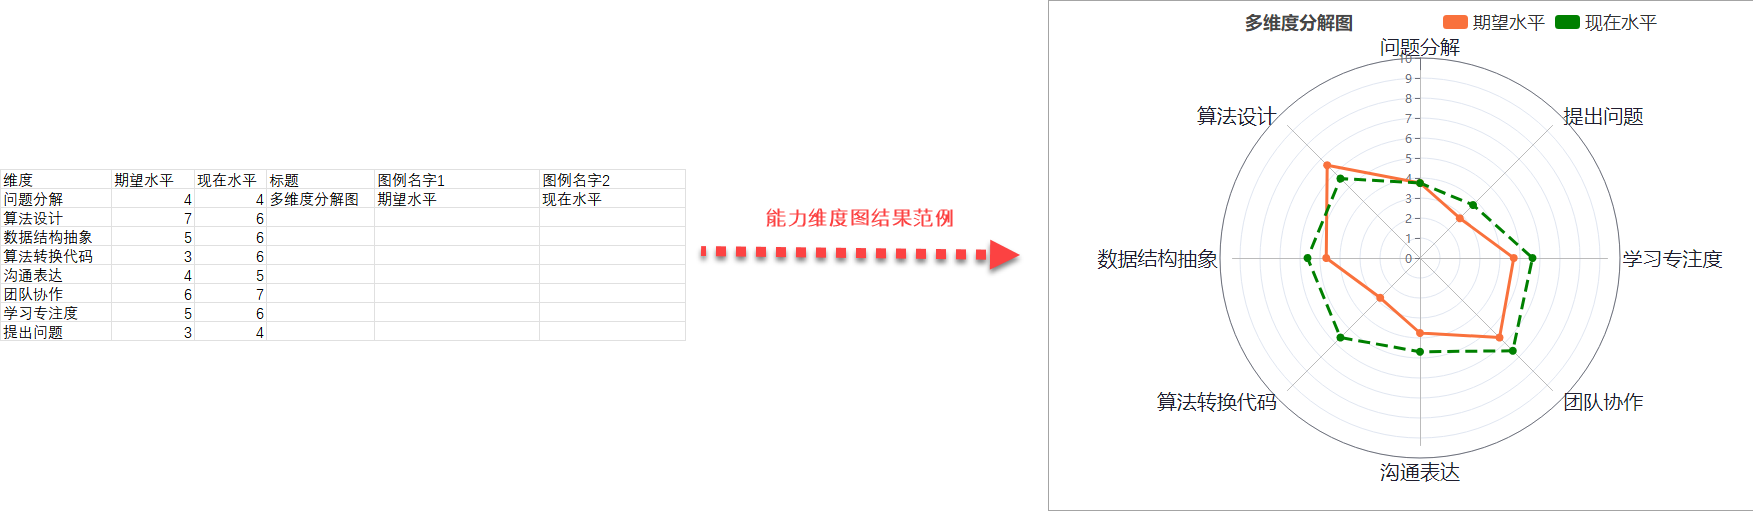 维度 期望水平 现在水平 标题 图例名字1 图例名字2
问题分解 4 4 多维度分解图 期望水平 现在水平
算法设计 7 6
数据结构抽象 5 6
算法转换代码 3 6
沟通表达 4 5
团队协作 6 7
学习专注度 5 6
提出问题 3 4
能力维度图结果范例
多维度分解图 期望水平 现在水平
问题分解
10
9
算法设计 提出问题
8
7
6
5
4
3
2
1
数据结构抽象 0 学习专注度
算法转换代码 团队协作
沟通表达